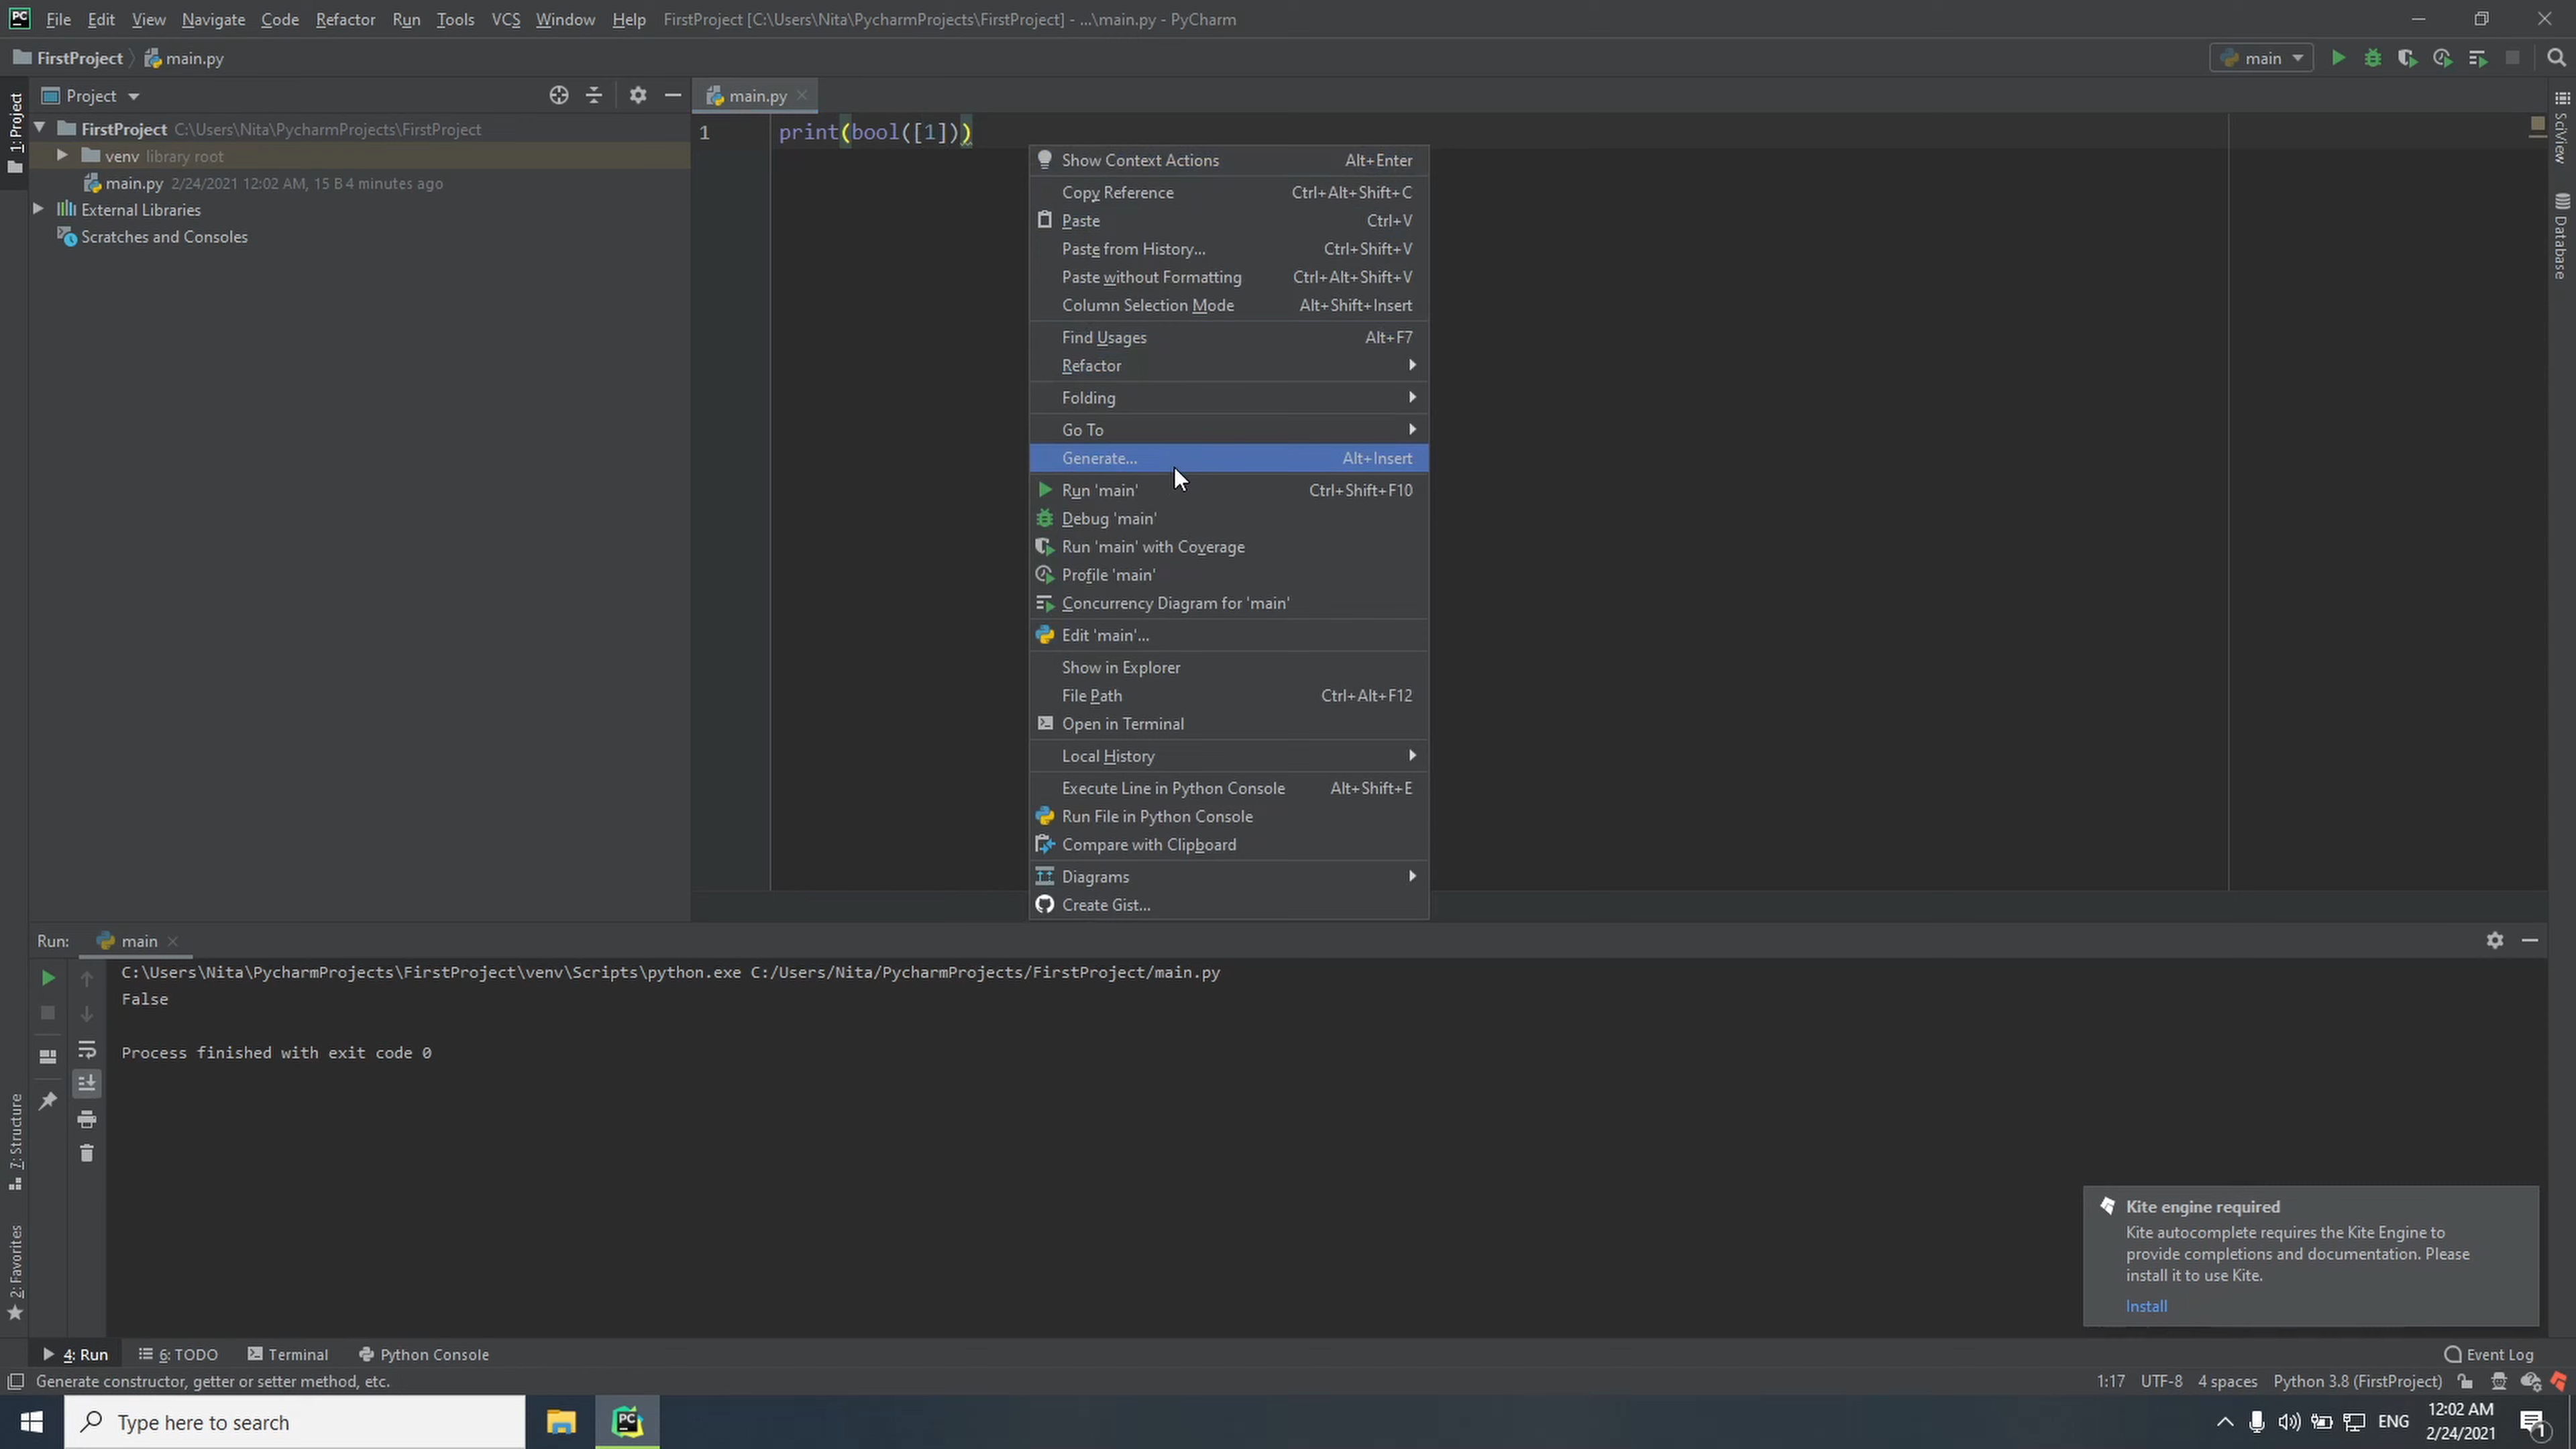 PC File Edit View Navigate Code Refactor Run Tools VCS Window Help FirstProject [C:\Users\Nita\PycharmProjects\FirstProject] - ...\main.py - PyCharm
FirstProject main.py main
1: Project
Project
main.py
SciView
Database
FirstProject C:\Users\Nita\PycharmProjects\FirstProject
venv library root
main.py 2/24/2021 12:02 AM, 15 B 4 minutes ago
External Libraries
Scratches and Consoles
1 print(bool([1]))
Show Context Actions Alt+Enter
Copy Reference Ctrl+Alt+Shift+C
Paste Ctrl+V
Paste from History... Ctrl+Shift+V
Paste without Formatting Ctrl+Alt+Shift+V
Column Selection Mode Alt+Shift+Insert
Find Usages Alt+F7
Refactor
Folding
Go To
Generate... Alt+Insert
Run 'main' Ctrl+Shift+F10
Debug 'main'
Run 'main' with Coverage
Profile 'main'
Concurrency Diagram for 'main'
Edit 'main'...
Show in Explorer
File Path Ctrl+Alt+F12
Open in Terminal
Local History
Execute Line in Python Console Alt+Shift+E
Run File in Python Console
Compare with Clipboard
Diagrams
Create Gist...
Run: main
C:\Users\Nita\PycharmProjects\FirstProject\venv\Scripts\python.exe C:/Users/Nita/PycharmProjects/FirstProject/main.py
False
Process finished with exit code 0
7: Structure
2: Favorites
Kite engine required
Kite autocomplete requires the Kite Engine to
provide completions and documentation. Please
install it to use Kite.
Install
4: Run 6: TODO Terminal Python Console Event Log
Generate constructor, getter or setter method, etc. 1:17 UTF-8 4 spaces Python 3.8 (FirstProject)
Type here to search PC ENG 12:02 AM
2/24/2021 1